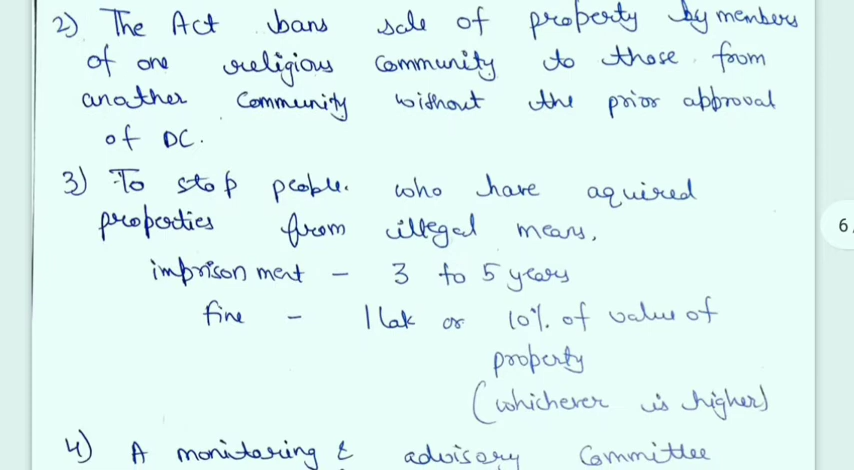 2) The Act bans sale of property by members
of one religious community to those from
another community without the prior approval
of DC.
3) To stop people who have aquired
properties from illegal means.
imprisonment - 3 to 5 years
fine - 1 lak or 10% of value of
property
(whichever is higher)
4) A monitoring & advisory committee
6